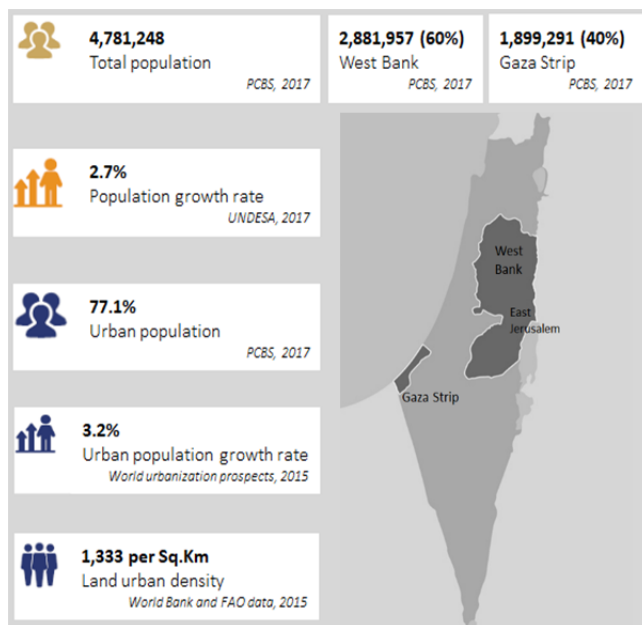 4,781,248
Total population
PCBS, 2017
2,881,957 (60%)
West Bank
PCBS, 2017
1,899,291 (40%)
Gaza Strip
PCBS, 2017
2.7%
Population growth rate
UNDESA, 2017
77.1%
Urban population
PCBS, 2017
3.2%
Urban population growth rate
World urbanization prospects, 2015
1,333 per Sq.Km
Land urban density
World Bank and FAO data, 2015
West
Bank
East
Jerusalem
Gaza Strip